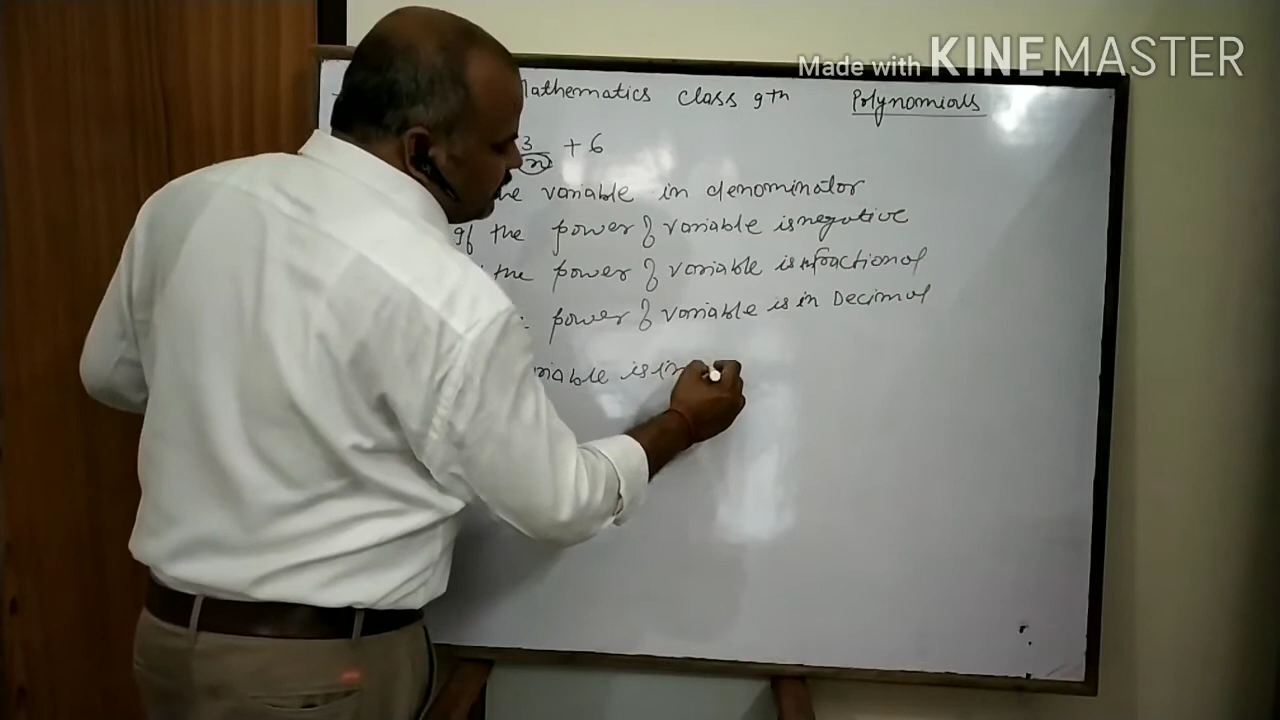 Made with KINEMASTER
Mathematics class 9th Polynomials
3/x + 6
variable in denominator
If the power of variable is negative
the power of variable is in fractional
power of variable is in Decimal
is in